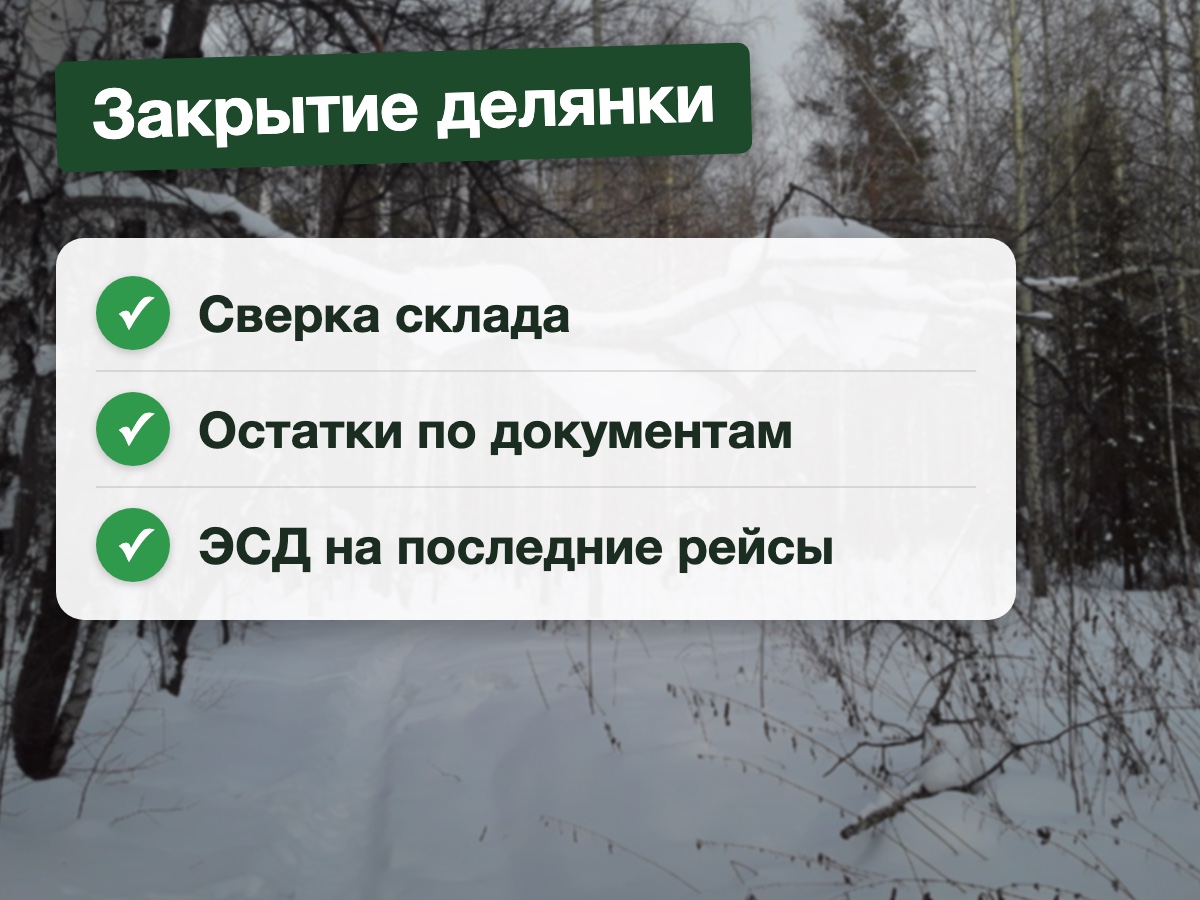 Закрытие делянки
Сверка склада
Остатки по документам
ЭСД на последние рейсы